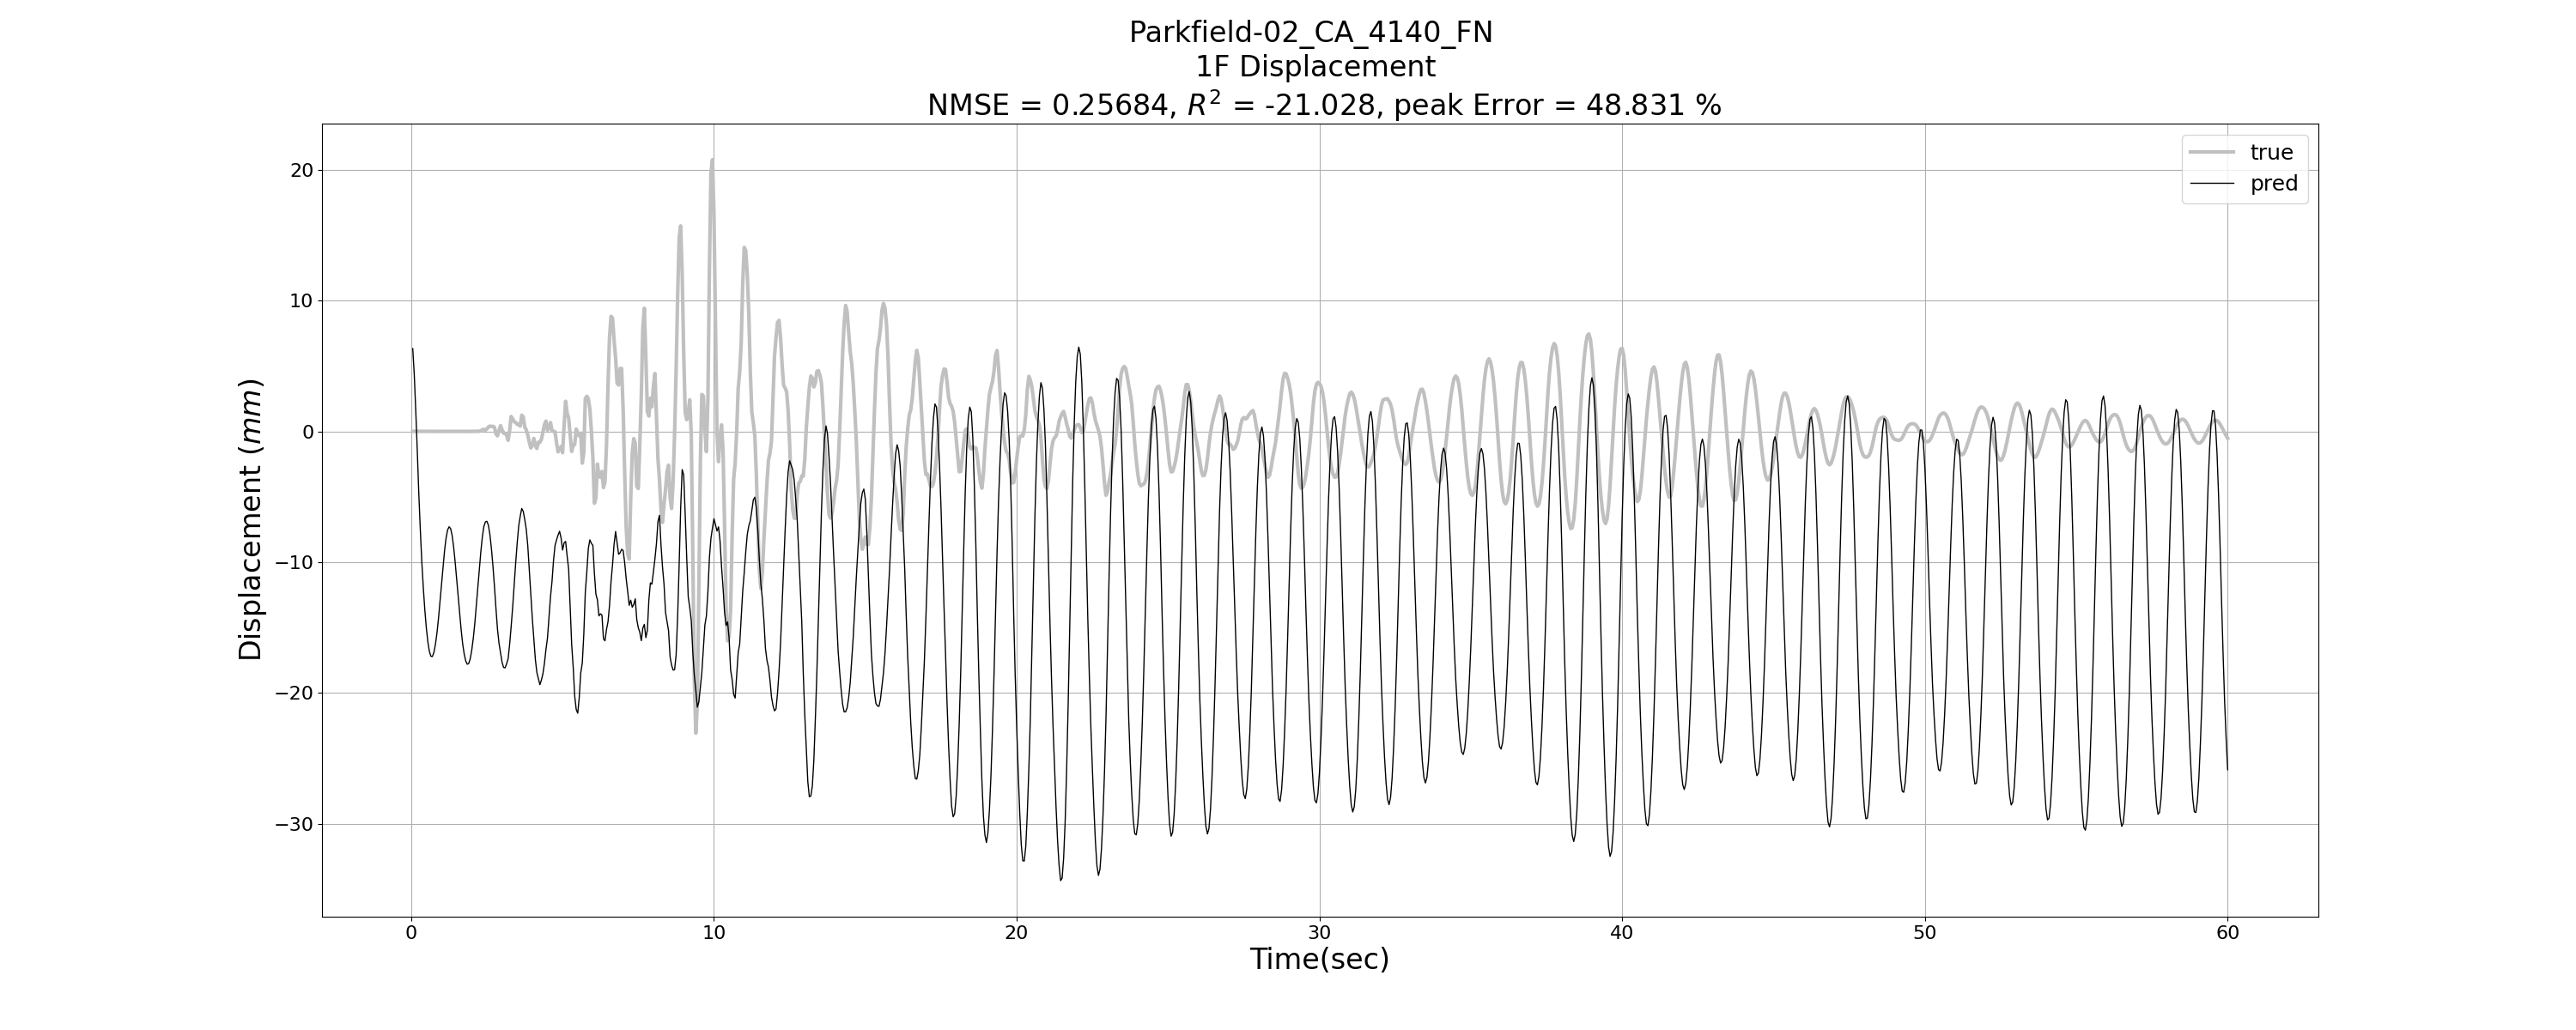 Parkfield-02_CA_4140_FN
1F Displacement
NMSE = 0.25684, R² = -21.028, peak Error = 48.831 %
true
pred
Displacement (mm)
20
10
0
−10
−20
−30
0 10 20 30 40 50 60
Time(sec)